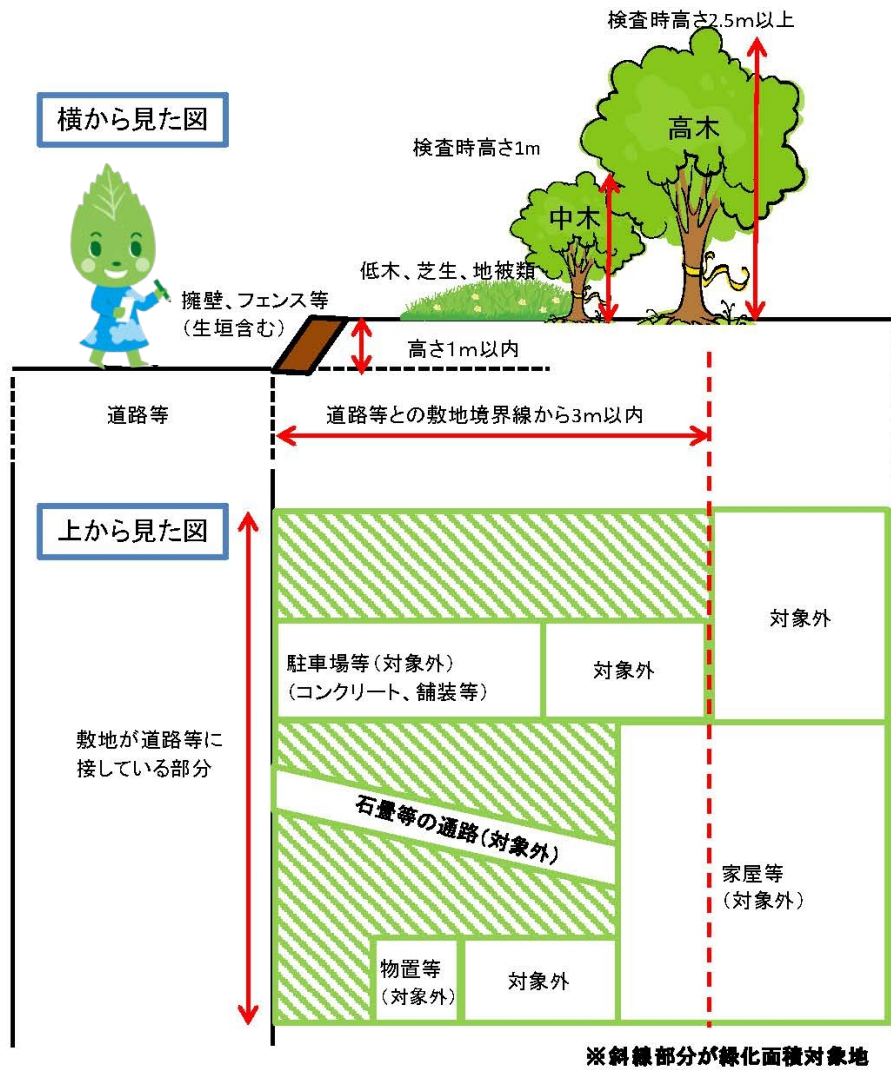 検査時高さ2.5m以上
横から見た図
高木
検査時高さ1m
中木
低木、芝生、地被類
擁壁、フェンス等
(生垣含む)
高さ1m以内
道路等
道路等との敷地境界線から3m以内
上から見た図
対象外
駐車場等(対象外)
(コンクリート、舗装等)
対象外
敷地が道路等に
接している部分
石畳等の通路(対象外)
家屋等
(対象外)
物置等
(対象外)
対象外
※斜線部分が緑化面積対象地